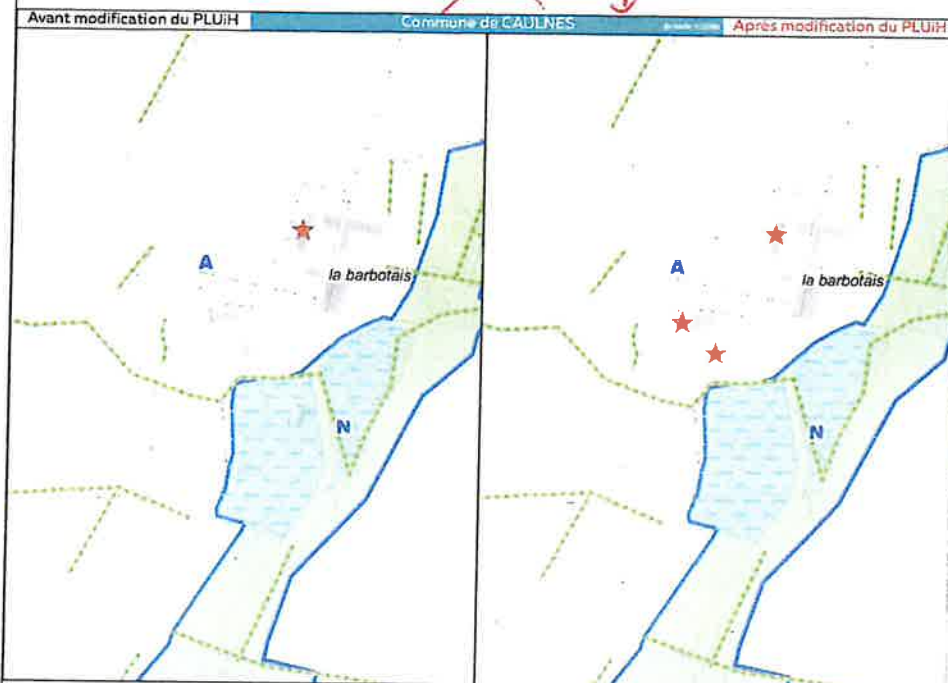 Avant modification du PLUiH
Commune de CAULNES
Après modification du PLUiH
A
la barbotais
N
A
la barbotais
N